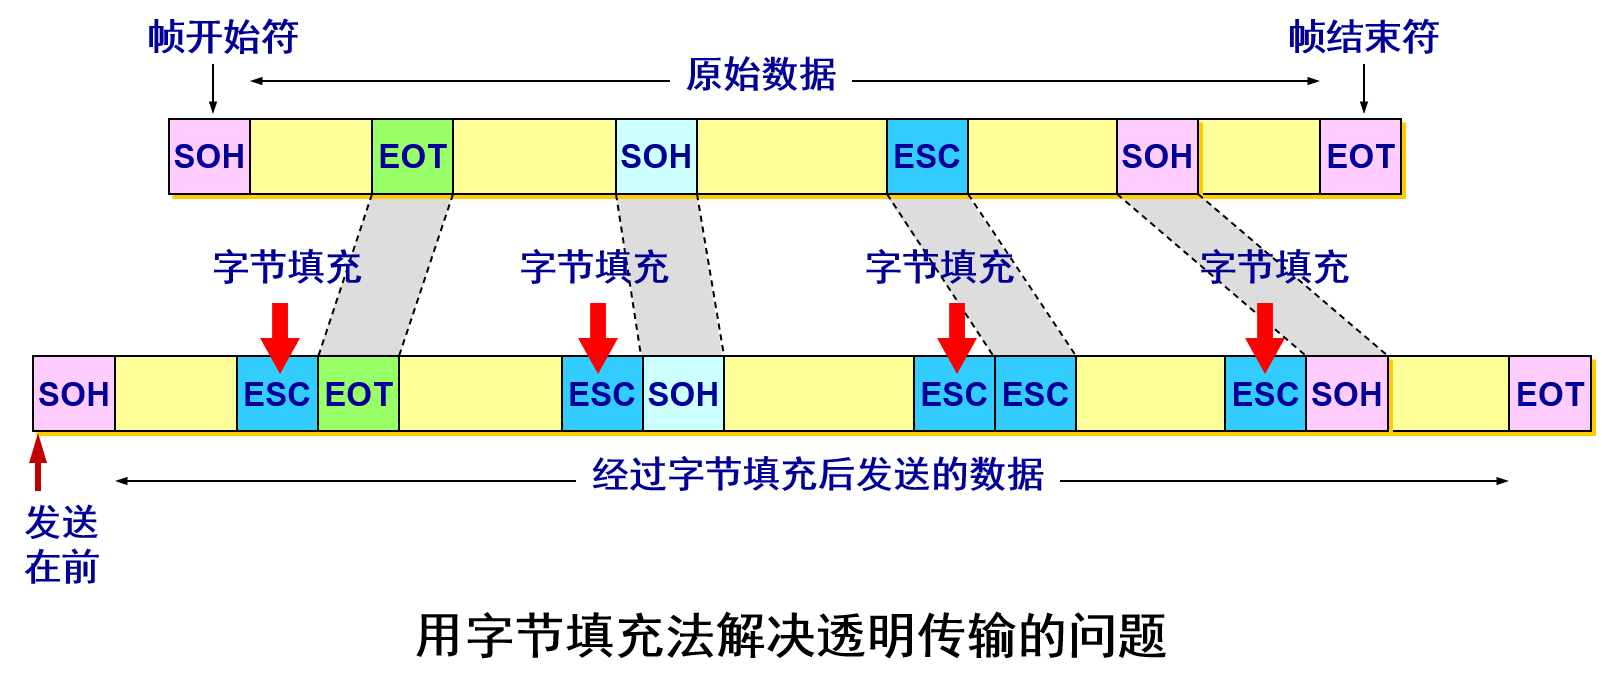 帧开始符
帧结束符
原始数据
SOH EOT SOH ESC SOH EOT
字节填充 字节填充 字节填充 字节填充
SOH ESC EOT ESC SOH ESC ESC ESC SOH EOT
经过字节填充后发送的数据
发送
在前
用字节填充法解决透明传输的问题